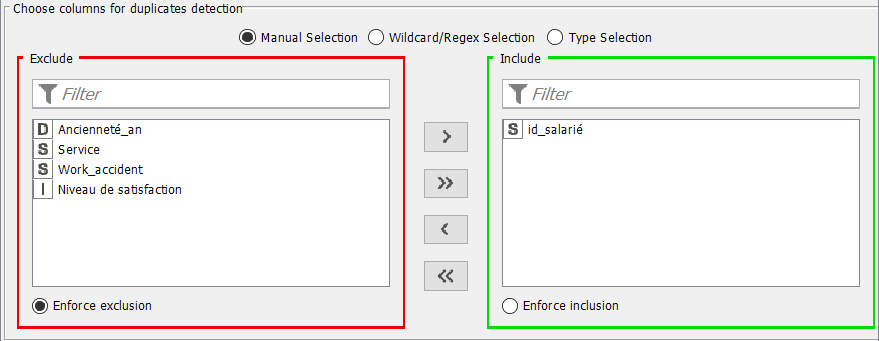 Choose columns for duplicates detection
Manual Selection Wildcard/Regex Selection Type Selection
Exclude
Include
Filter
Filter
D Ancienneté_an
S Service
S Work_accident
I Niveau de satisfaction
S id_salarié
>
>>
<
<<
Enforce exclusion
Enforce inclusion